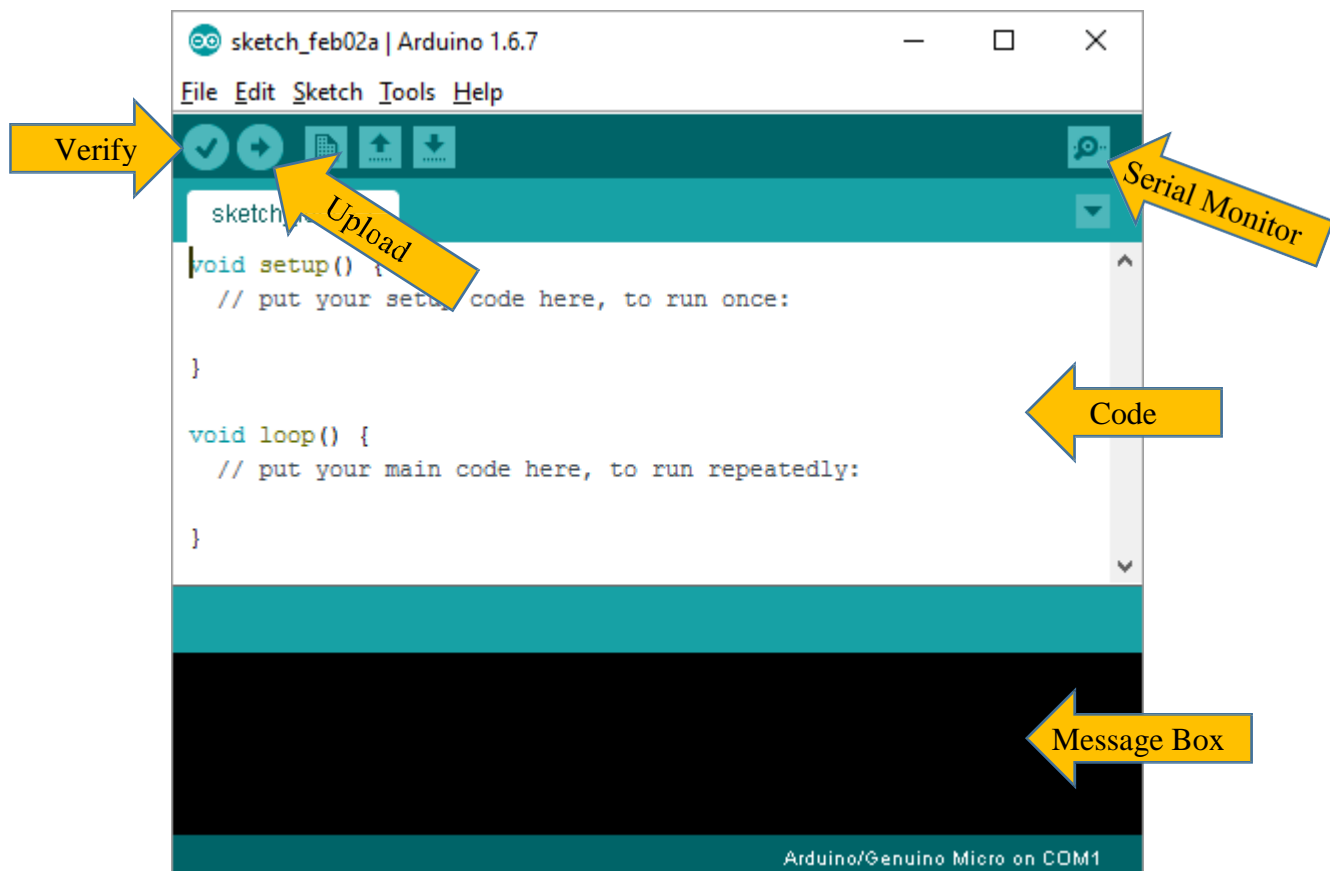 sketch_feb02a | Arduino 1.6.7
File Edit Sketch Tools Help
Verify
Upload
Serial Monitor
sketch
void setup() {
// put your setup code here, to run once:
}
Code
void loop() {
// put your main code here, to run repeatedly:
}
Message Box
Arduino/Genuino Micro on COM1